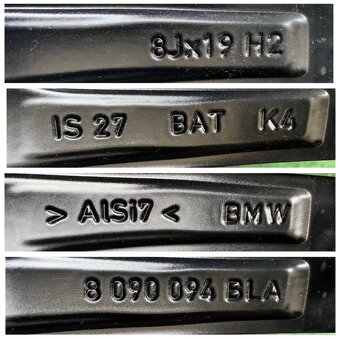 8Jx19 H2
IS 27 BAT K4
> AlSi7 < BMW
8 090 094 BLA